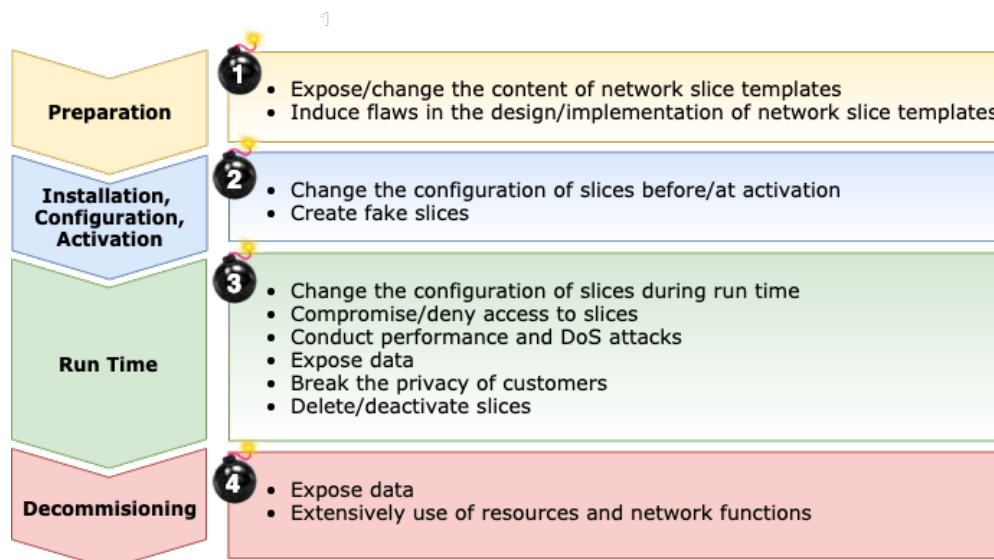 1
Preparation
1
• Expose/change the content of network slice templates
• Induce flaws in the design/implementation of network slice templates
Installation,
Configuration,
Activation
2
• Change the configuration of slices before/at activation
• Create fake slices
Run Time
3
• Change the configuration of slices during run time
• Compromise/deny access to slices
• Conduct performance and DoS attacks
• Expose data
• Break the privacy of customers
• Delete/deactivate slices
Decommisioning
4
• Expose data
• Extensively use of resources and network functions